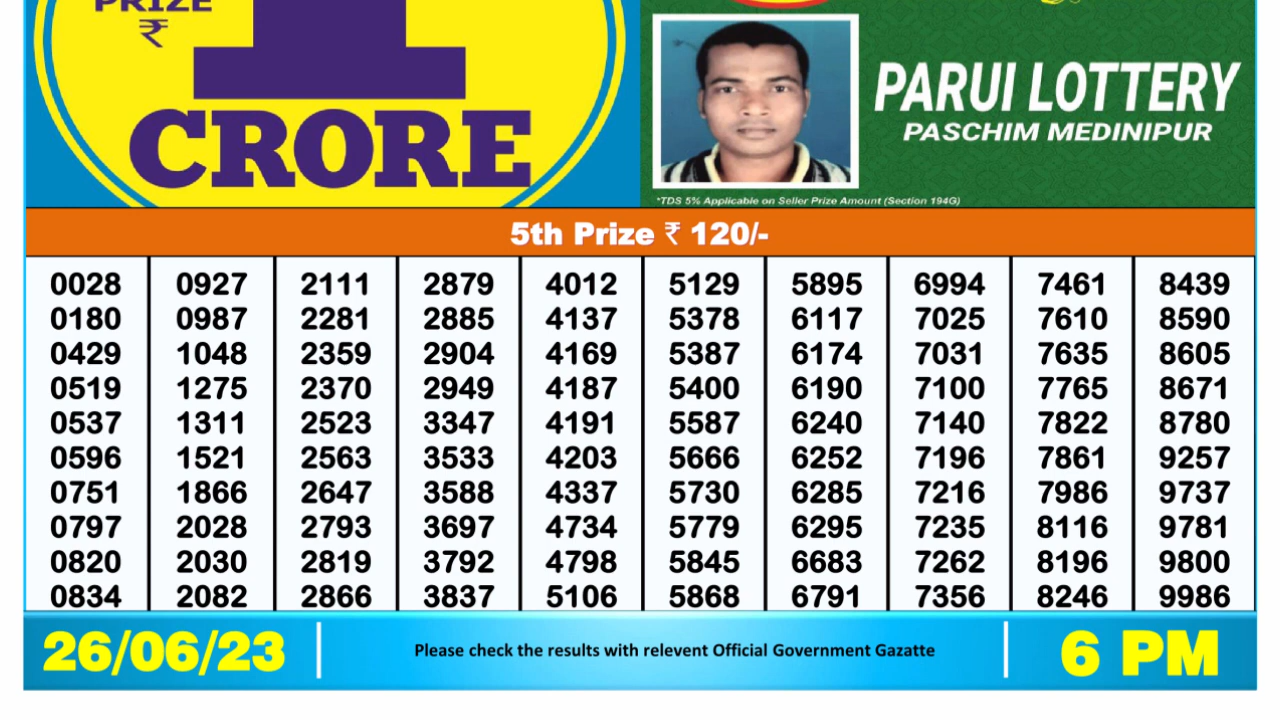 PRIZE
₹
1
CRORE
PARUI LOTTERY
PASCHIM MEDINIPUR
*TDS 5% Applicable on Seller Prize Amount (Section 194G)
5th Prize ₹ 120/-
0028 0927 2111 2879 4012 5129 5895 6994 7461 8439
0180 0987 2281 2885 4137 5378 6117 7025 7610 8590
0429 1048 2359 2904 4169 5387 6174 7031 7635 8605
0519 1275 2370 2949 4187 5400 6190 7100 7765 8671
0537 1311 2523 3347 4191 5587 6240 7140 7822 8780
0596 1521 2563 3533 4203 5666 6252 7196 7861 9257
0751 1866 2647 3588 4337 5730 6285 7216 7986 9737
0797 2028 2793 3697 4734 5779 6295 7235 8116 9781
0820 2030 2819 3792 4798 5845 6683 7262 8196 9800
0834 2082 2866 3837 5106 5868 6791 7356 8246 9986
26/06/23
Please check the results with relevent Official Government Gazatte
6 PM